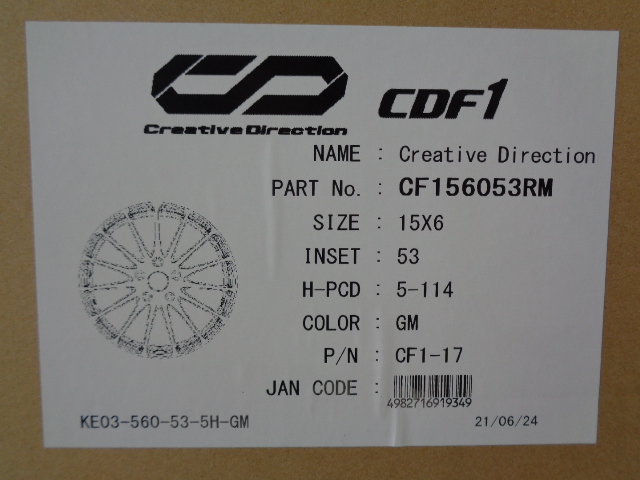 CD CDF1
Creative Direction
NAME : Creative Direction
PART No. : CF156053RM
SIZE : 15X6
INSET : 53
H-PCD : 5-114
COLOR : GM
P/N : CF1-17
JAN CODE :
4982716919349
KE03-560-53-5H-GM 21/06/24